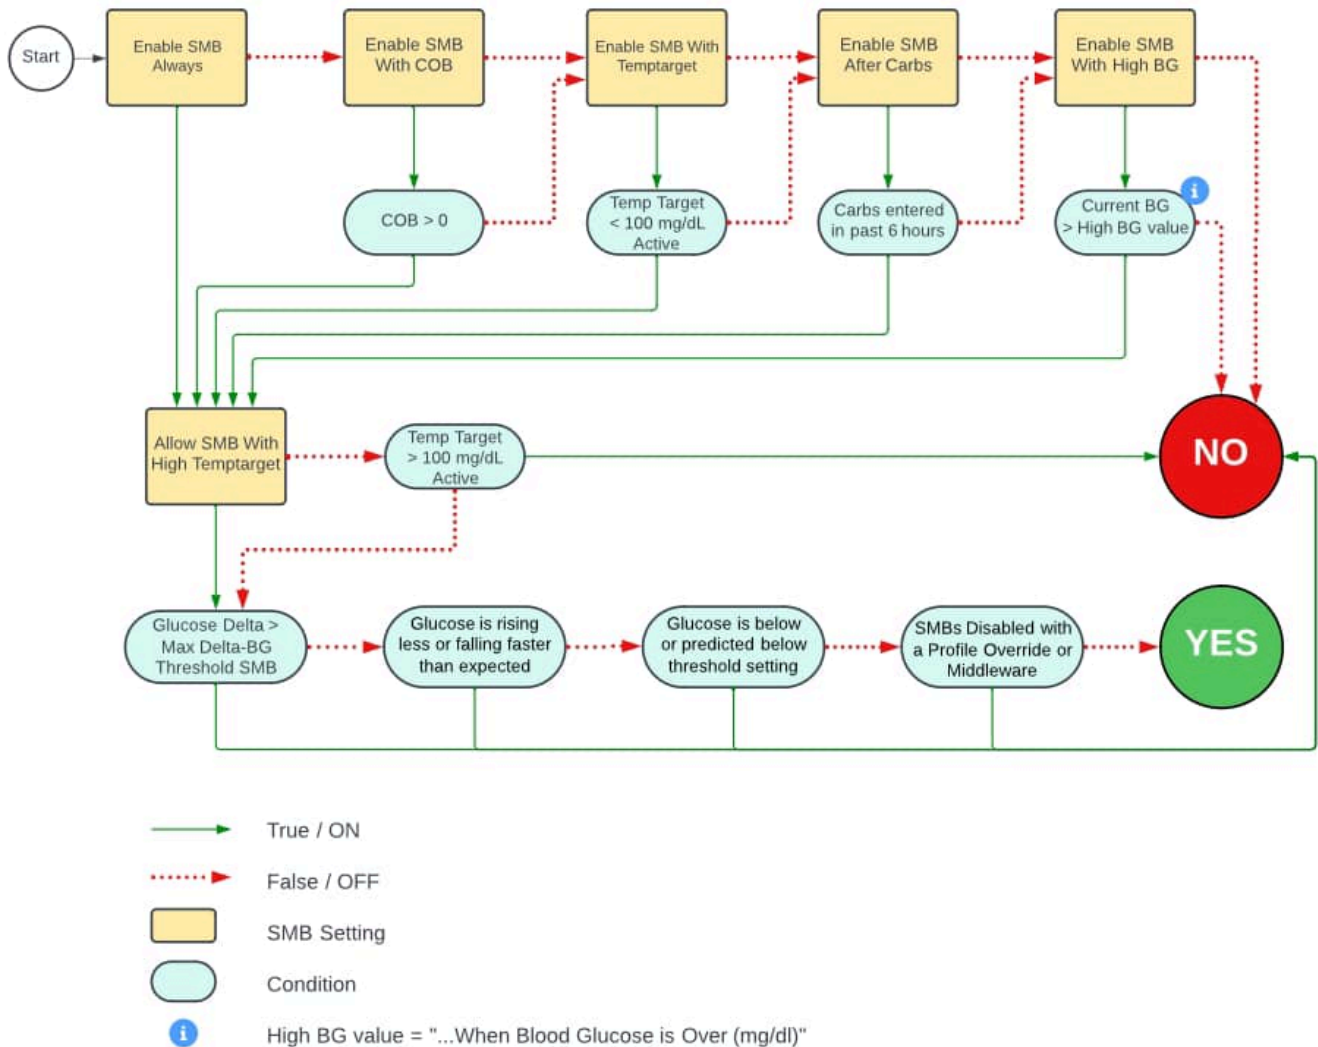 Start
Enable SMB
Always
Enable SMB
With COB
Enable SMB With
Temptarget
Enable SMB
After Carbs
Enable SMB
With High BG
COB > 0
Temp Target
< 100 mg/dL
Active
Carbs entered
in past 6 hours
Current BG
> High BG value
i
Allow SMB With
High Temptarget
Temp Target
> 100 mg/dL
Active
NO
Glucose Delta >
Max Delta-BG
Threshold SMB
Glucose is rising
less or falling faster
than expected
Glucose is below
or predicted below
threshold setting
SMBs Disabled with
a Profile Override or
Middleware
YES
True / ON
False / OFF
SMB Setting
Condition
i
High BG value = "...When Blood Glucose is Over (mg/dl)"